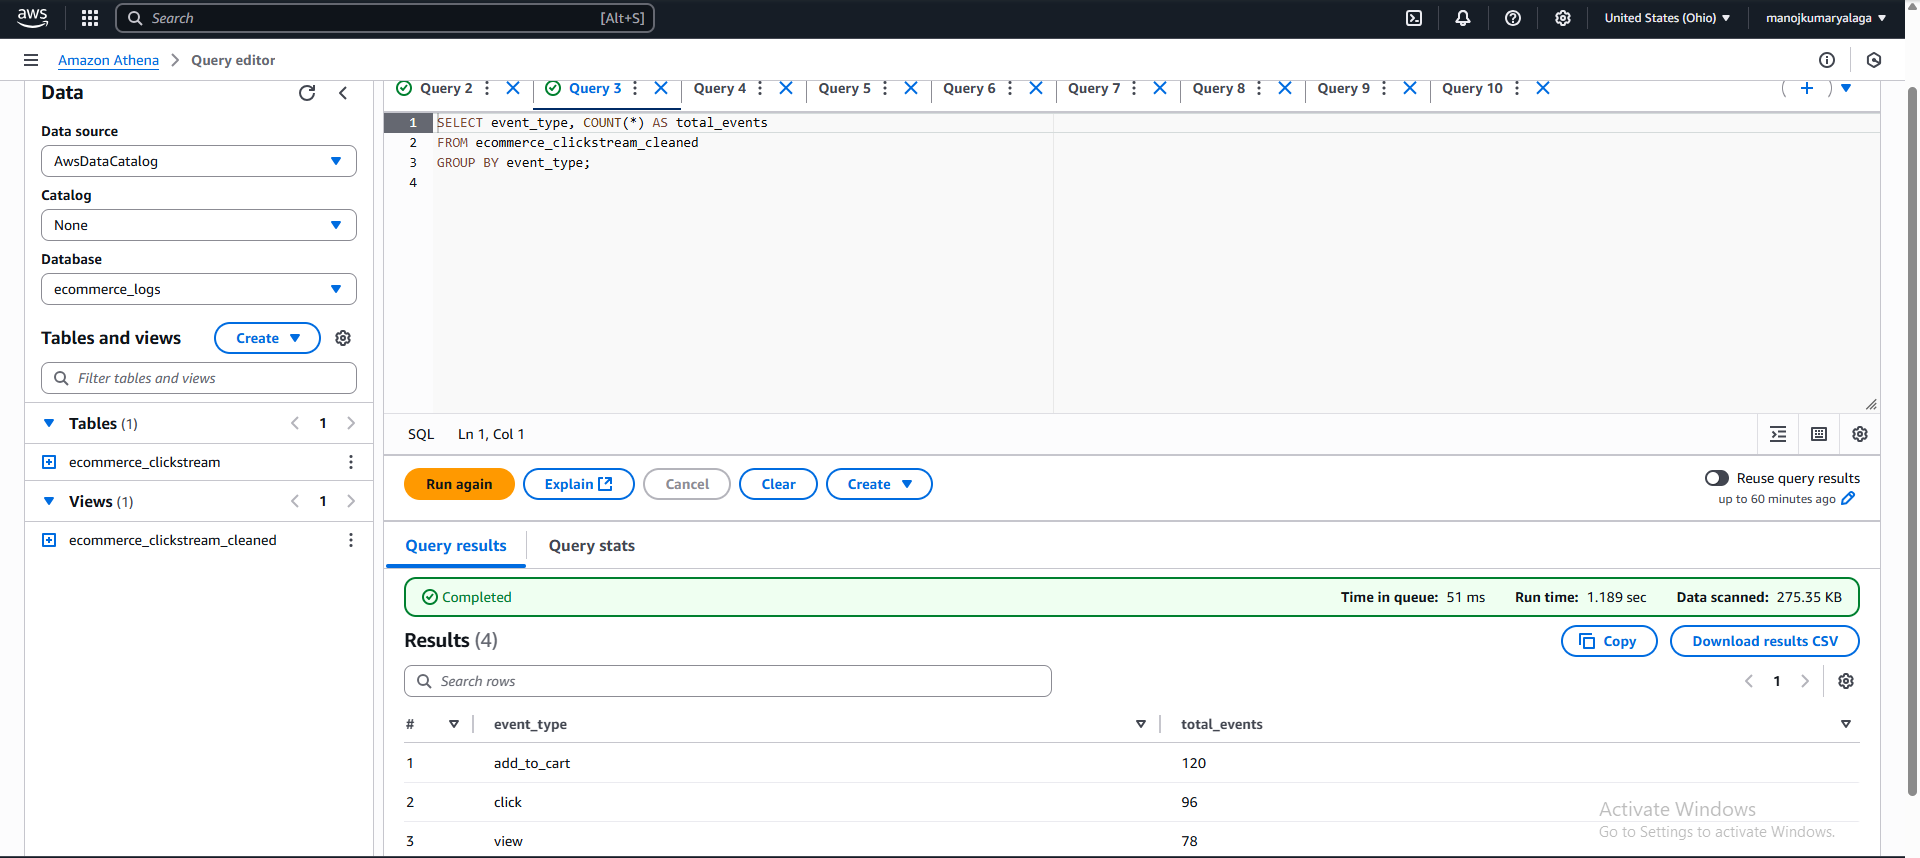 aws
Search
[Alt+S]
United States (Ohio)
manojkumaryalaga
Amazon Athena
Query editor
Data
Data source
AwsDataCatalog
Catalog
None
Database
ecommerce_logs
Tables and views
Create
Filter tables and views
Tables (1)
1
ecommerce_clickstream
Views (1)
1
ecommerce_clickstream_cleaned
Query 2
Query 3
Query 4
Query 5
Query 6
Query 7
Query 8
Query 9
Query 10
1 SELECT event_type, COUNT(*) AS total_events
2 FROM ecommerce_clickstream_cleaned
3 GROUP BY event_type;
4
SQL
Ln 1, Col 1
Run again
Explain
Cancel
Clear
Create
Reuse query results
up to 60 minutes ago
Query results
Query stats
Completed
Time in queue: 51 ms
Run time: 1.189 sec
Data scanned: 275.35 KB
Results (4)
Copy
Download results CSV
Search rows
1
# event_type total_events
1 add_to_cart 120
2 click 96
3 view 78
Activate Windows
Go to Settings to activate Windows.